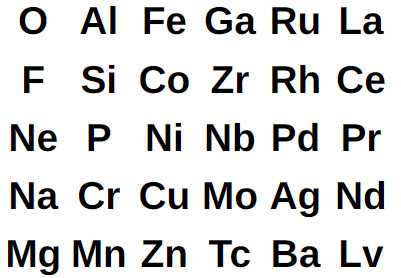 O Al Fe Ga Ru La
F Si Co Zr Rh Ce
Ne P Ni Nb Pd Pr
Na Cr Cu Mo Ag Nd
Mg Mn Zn Tc Ba Lv